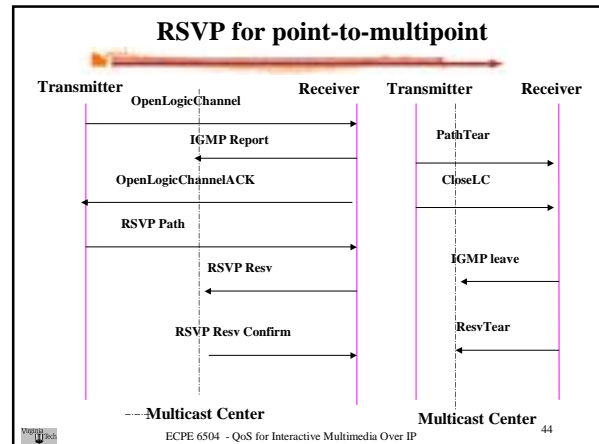 RSVP for point-to-multipoint
Transmitter
Receiver
Transmitter
Receiver
OpenLogicChannel
IGMP Report
OpenLogicChannelACK
RSVP Path
RSVP Resv
RSVP Resv Confirm
Multicast Center
PathTear
CloseLC
IGMP leave
ResvTear
Multicast Center
Virginia Tech
ECPE 6504 - QoS for Interactive Multimedia Over IP
44